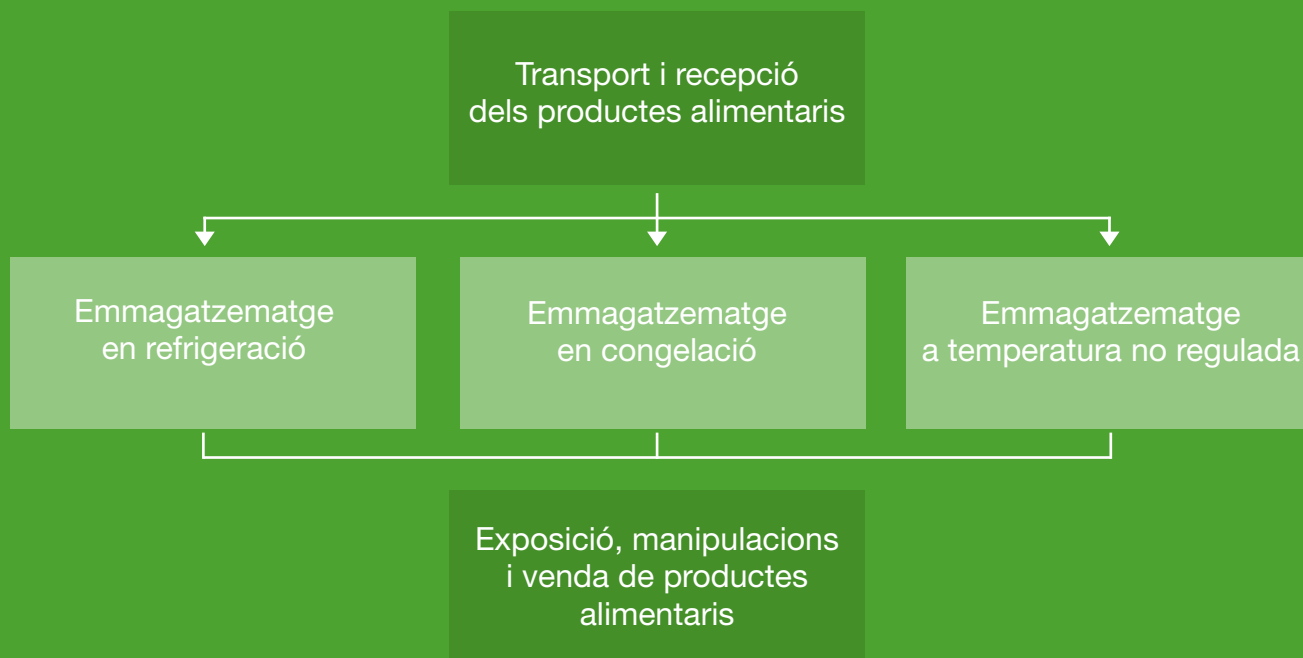 Transport i recepció
dels productes alimentaris
Emmagatzematge
en refrigeració
Emmagatzematge
en congelació
Emmagatzematge
a temperatura no regulada
Exposició, manipulacions
i venda de productes
alimentaris